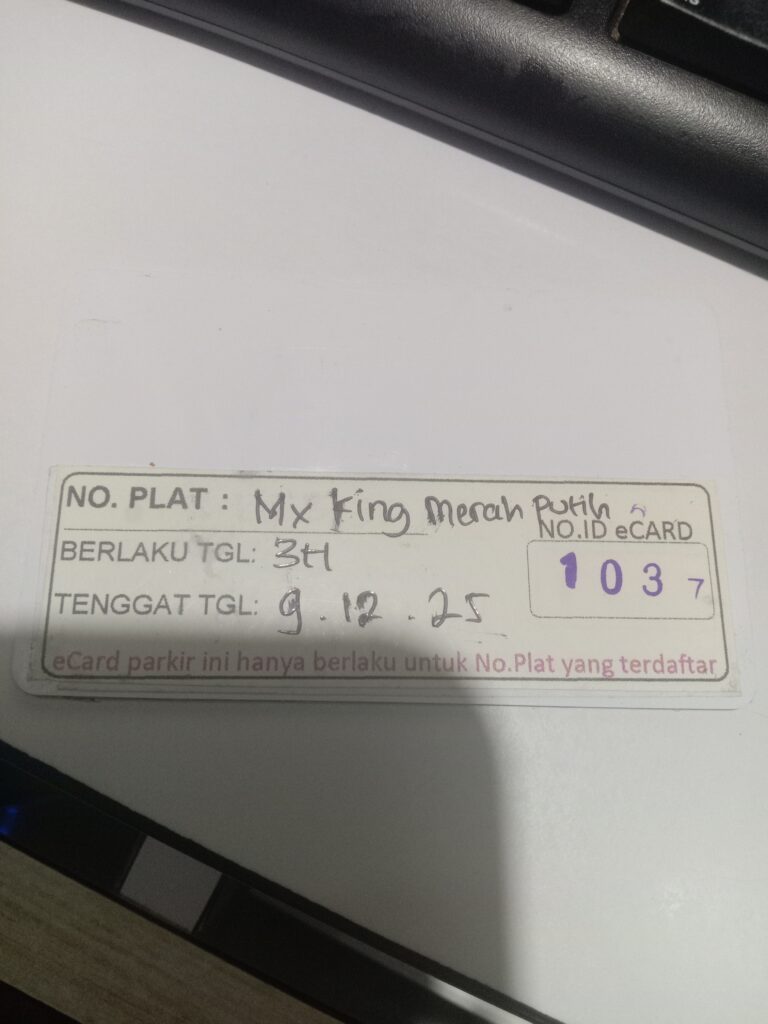 NO. PLAT : Mx King Merah Putih
NO.ID eCARD
BERLAKU TGL: 3H
1037
TENGGAT TGL: 9.12.25
eCard parkir ini hanya berlaku untuk No.Plat yang terdaftar